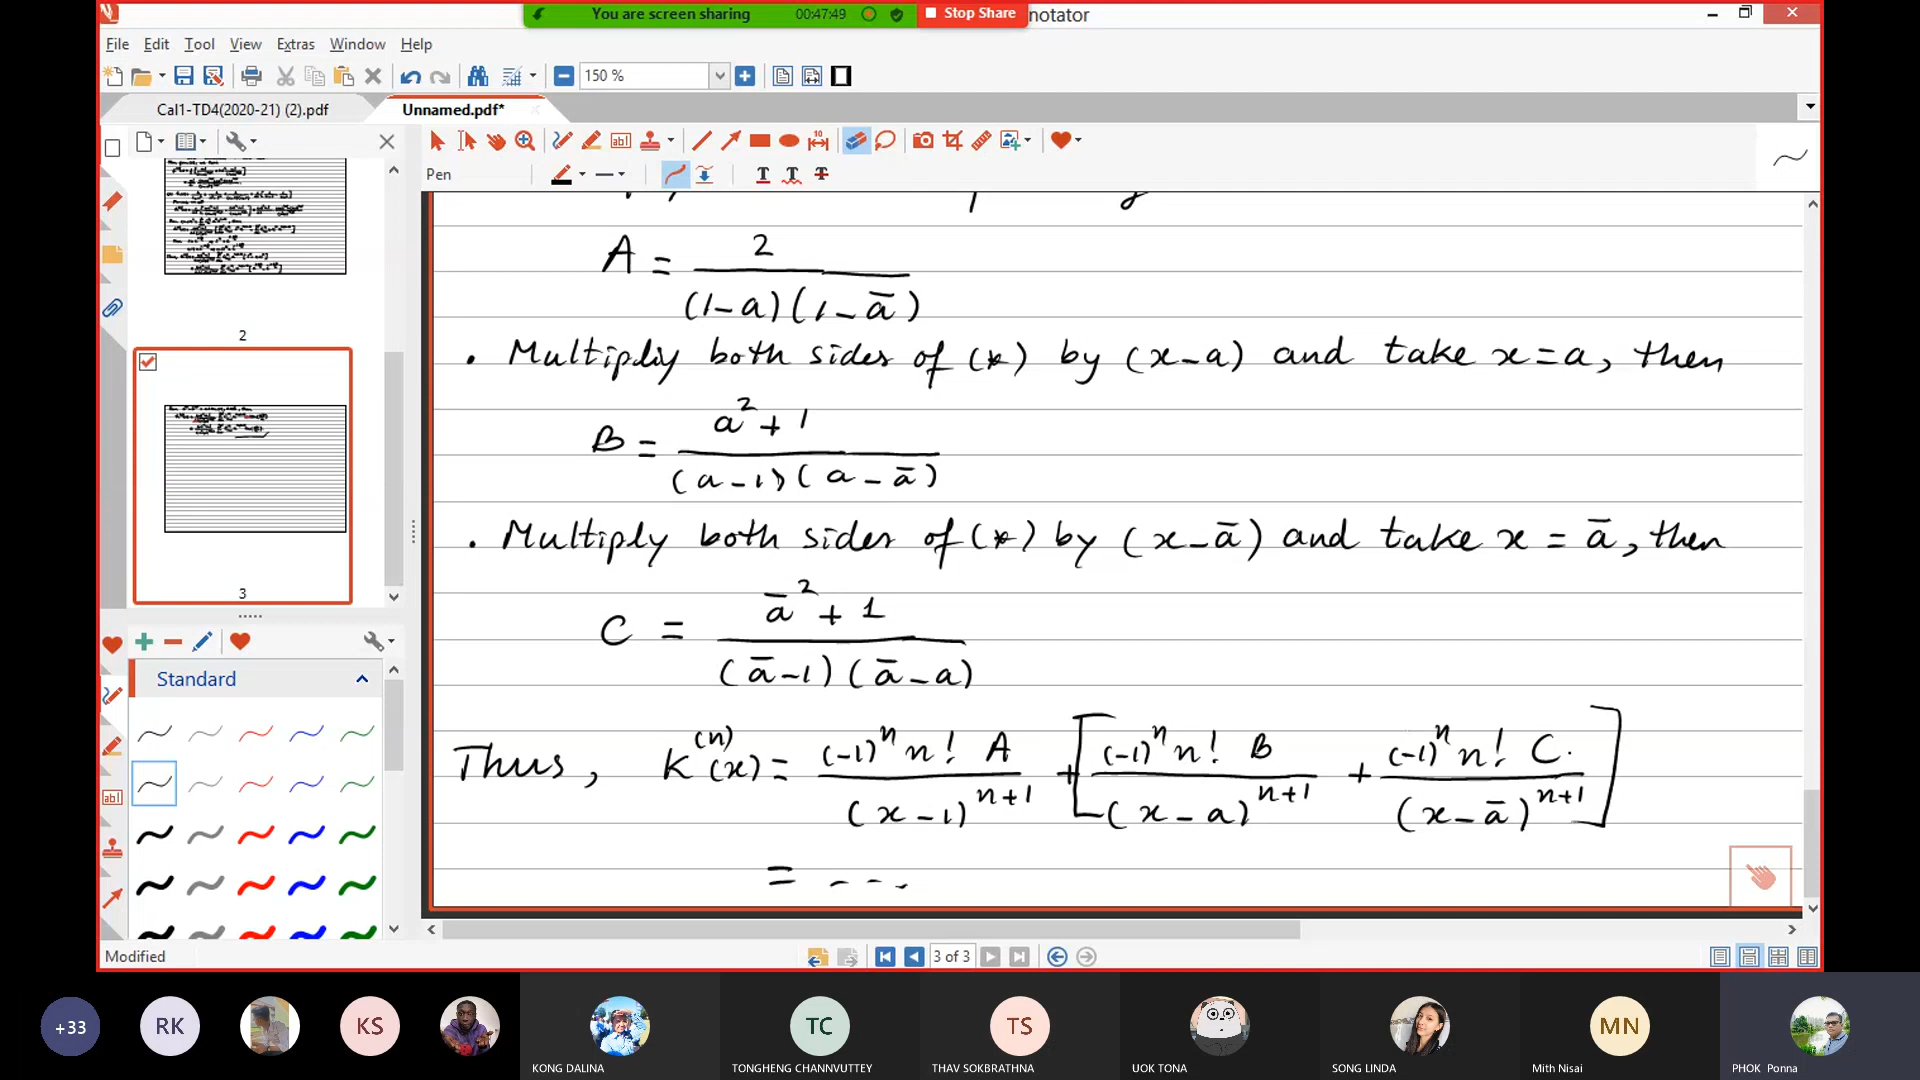 You are screen sharing 00:47:49 Stop Share notator
File Edit Tool View Extras Window Help
150 %
Cal1-TD4(2020-21) (2).pdf Unnamed.pdf*
Pen
A = 2 / (1-a)(1-a̅)
. Multiply both sides of (*) by (x-a) and take x=a, then
B = a²+1 / (a-1)(a-a̅)
. Multiply both sides of (*) by (x-a̅) and take x = a̅, then
C = a̅²+1 / (a̅-1)(a̅-a)
Thus, K⁽ⁿ⁾(x) = (-1)ⁿ n! A / (x-1)ⁿ⁺¹ + [ (-1)ⁿ n! B / (x-a)ⁿ⁺¹ + (-1)ⁿ n! C. / (x-a̅)ⁿ⁺¹ ]
= ---
2
3
Standard
Modified
3 of 3
+33 RK KS TC TS MN
KONG DALINA TONGHENG CHANNVUTTEY THAV SOKBRATHNA UOK TONA SONG LINDA Mith Nisai PHOK Ponna